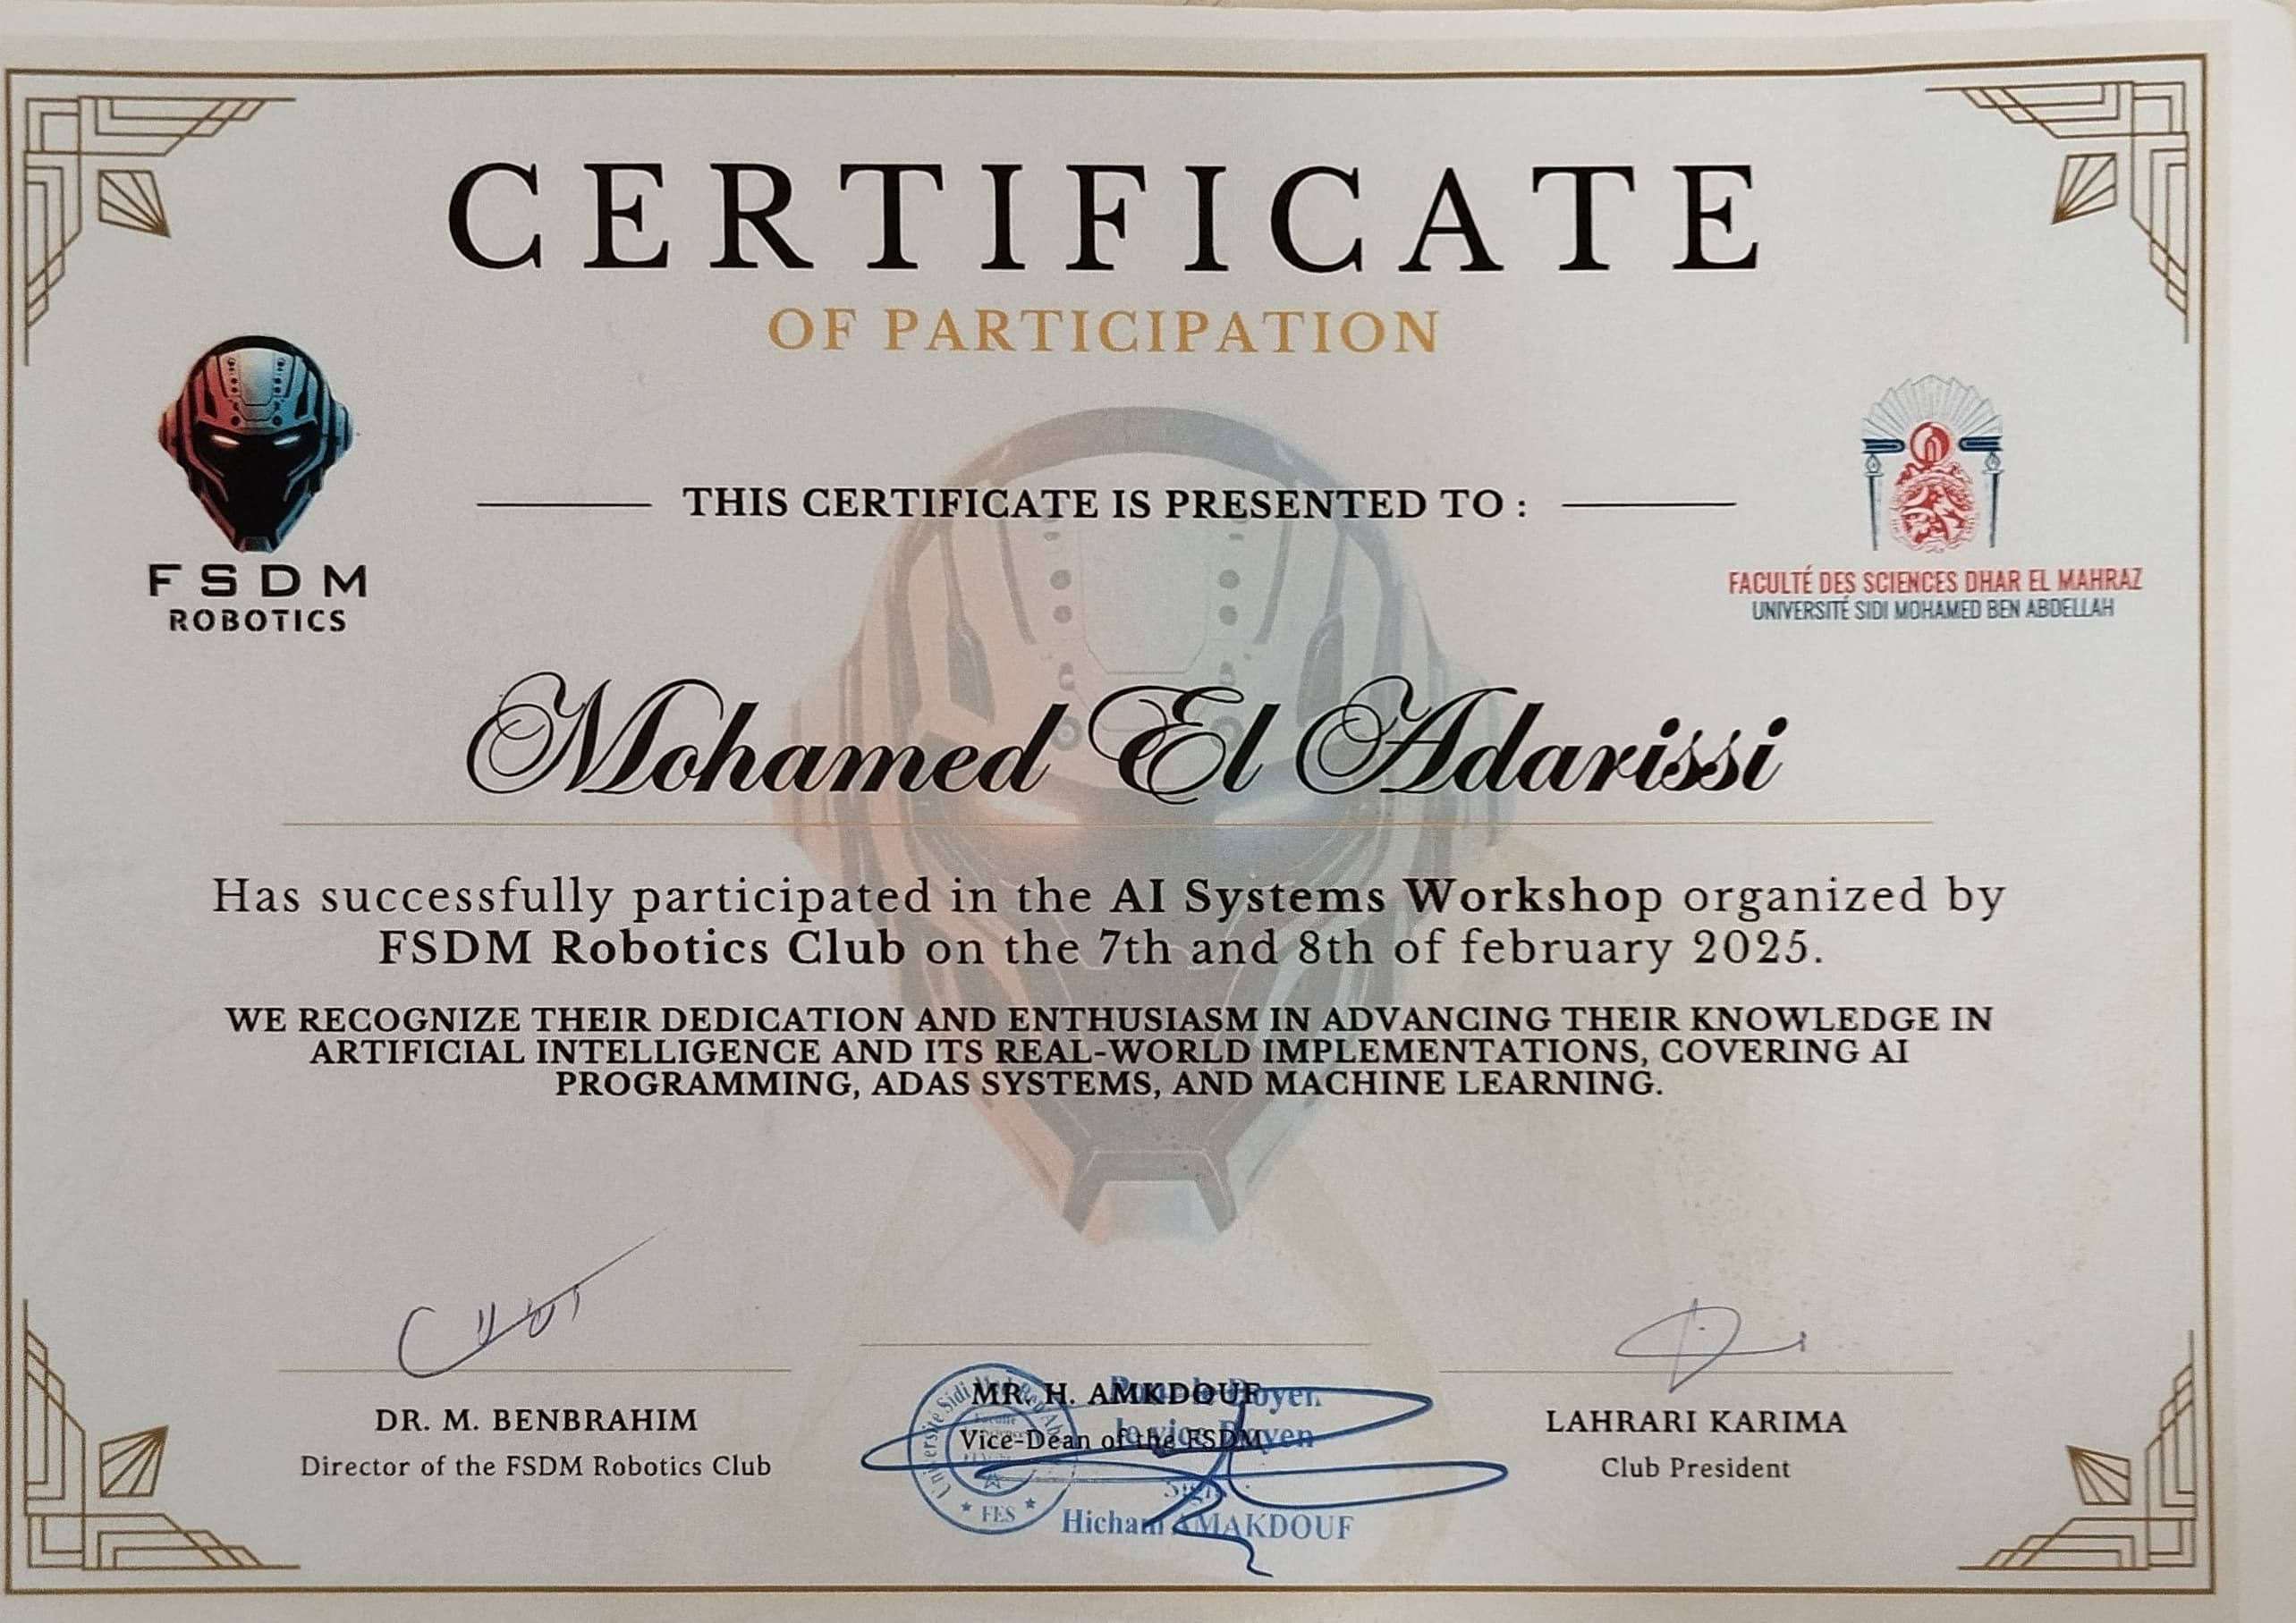 CERTIFICATE
OF PARTICIPATION
FSDM
ROBOTICS
THIS CERTIFICATE IS PRESENTED TO :
FACULTÉ DES SCIENCES DHAR EL MAHRAZ
UNIVERSITÉ SIDI MOHAMED BEN ABDELLAH
Mohamed El Adarissi
Has successfully participated in the AI Systems Workshop organized by
FSDM Robotics Club on the 7th and 8th of february 2025.
WE RECOGNIZE THEIR DEDICATION AND ENTHUSIASM IN ADVANCING THEIR KNOWLEDGE IN
ARTIFICIAL INTELLIGENCE AND ITS REAL-WORLD IMPLEMENTATIONS, COVERING AI
PROGRAMMING, ADAS SYSTEMS, AND MACHINE LEARNING.
DR. M. BENBRAHIM
Director of the FSDM Robotics Club
MR. H. AMKDOUF
Vice-Dean of the FSDM
Université Sidi
FES
Hicham AMAKDOUF
LAHRARI KARIMA
Club President